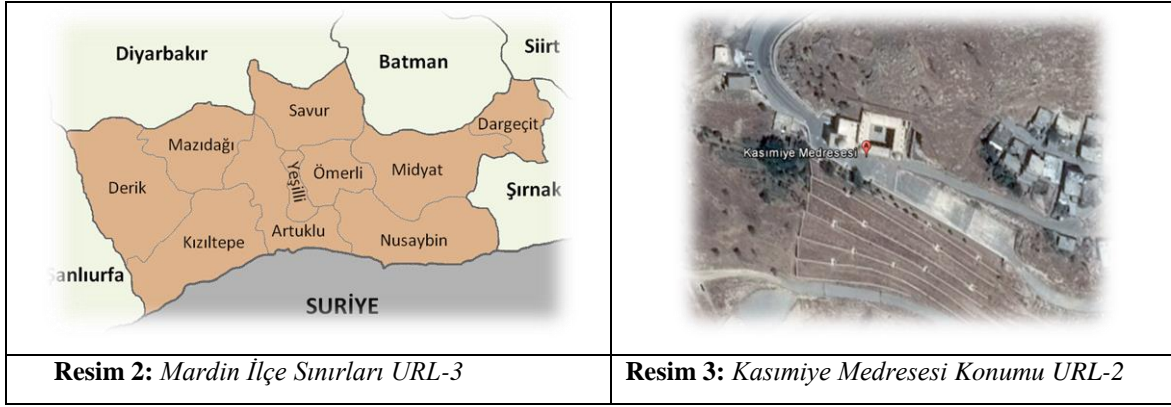 Diyarbakır
Batman
Siirt
Savur
Dargeçit
Mazıdağı
Derik
Yeşilli
Ömerli
Midyat
Şırnak
Kızıltepe
Artuklu
Nusaybin
anlıurfa
SURİYE
Kasımiye Medresesi
Resim 2: Mardin İlçe Sınırları URL-3
Resim 3: Kasımiye Medresesi Konumu URL-2